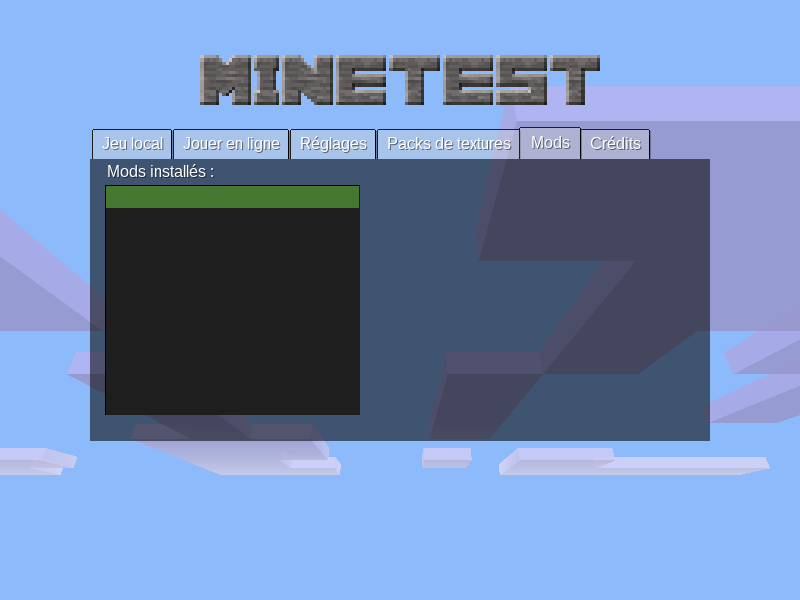 MINETEST
Jeu local Jouer en ligne Réglages Packs de textures Mods Crédits
Mods installés :